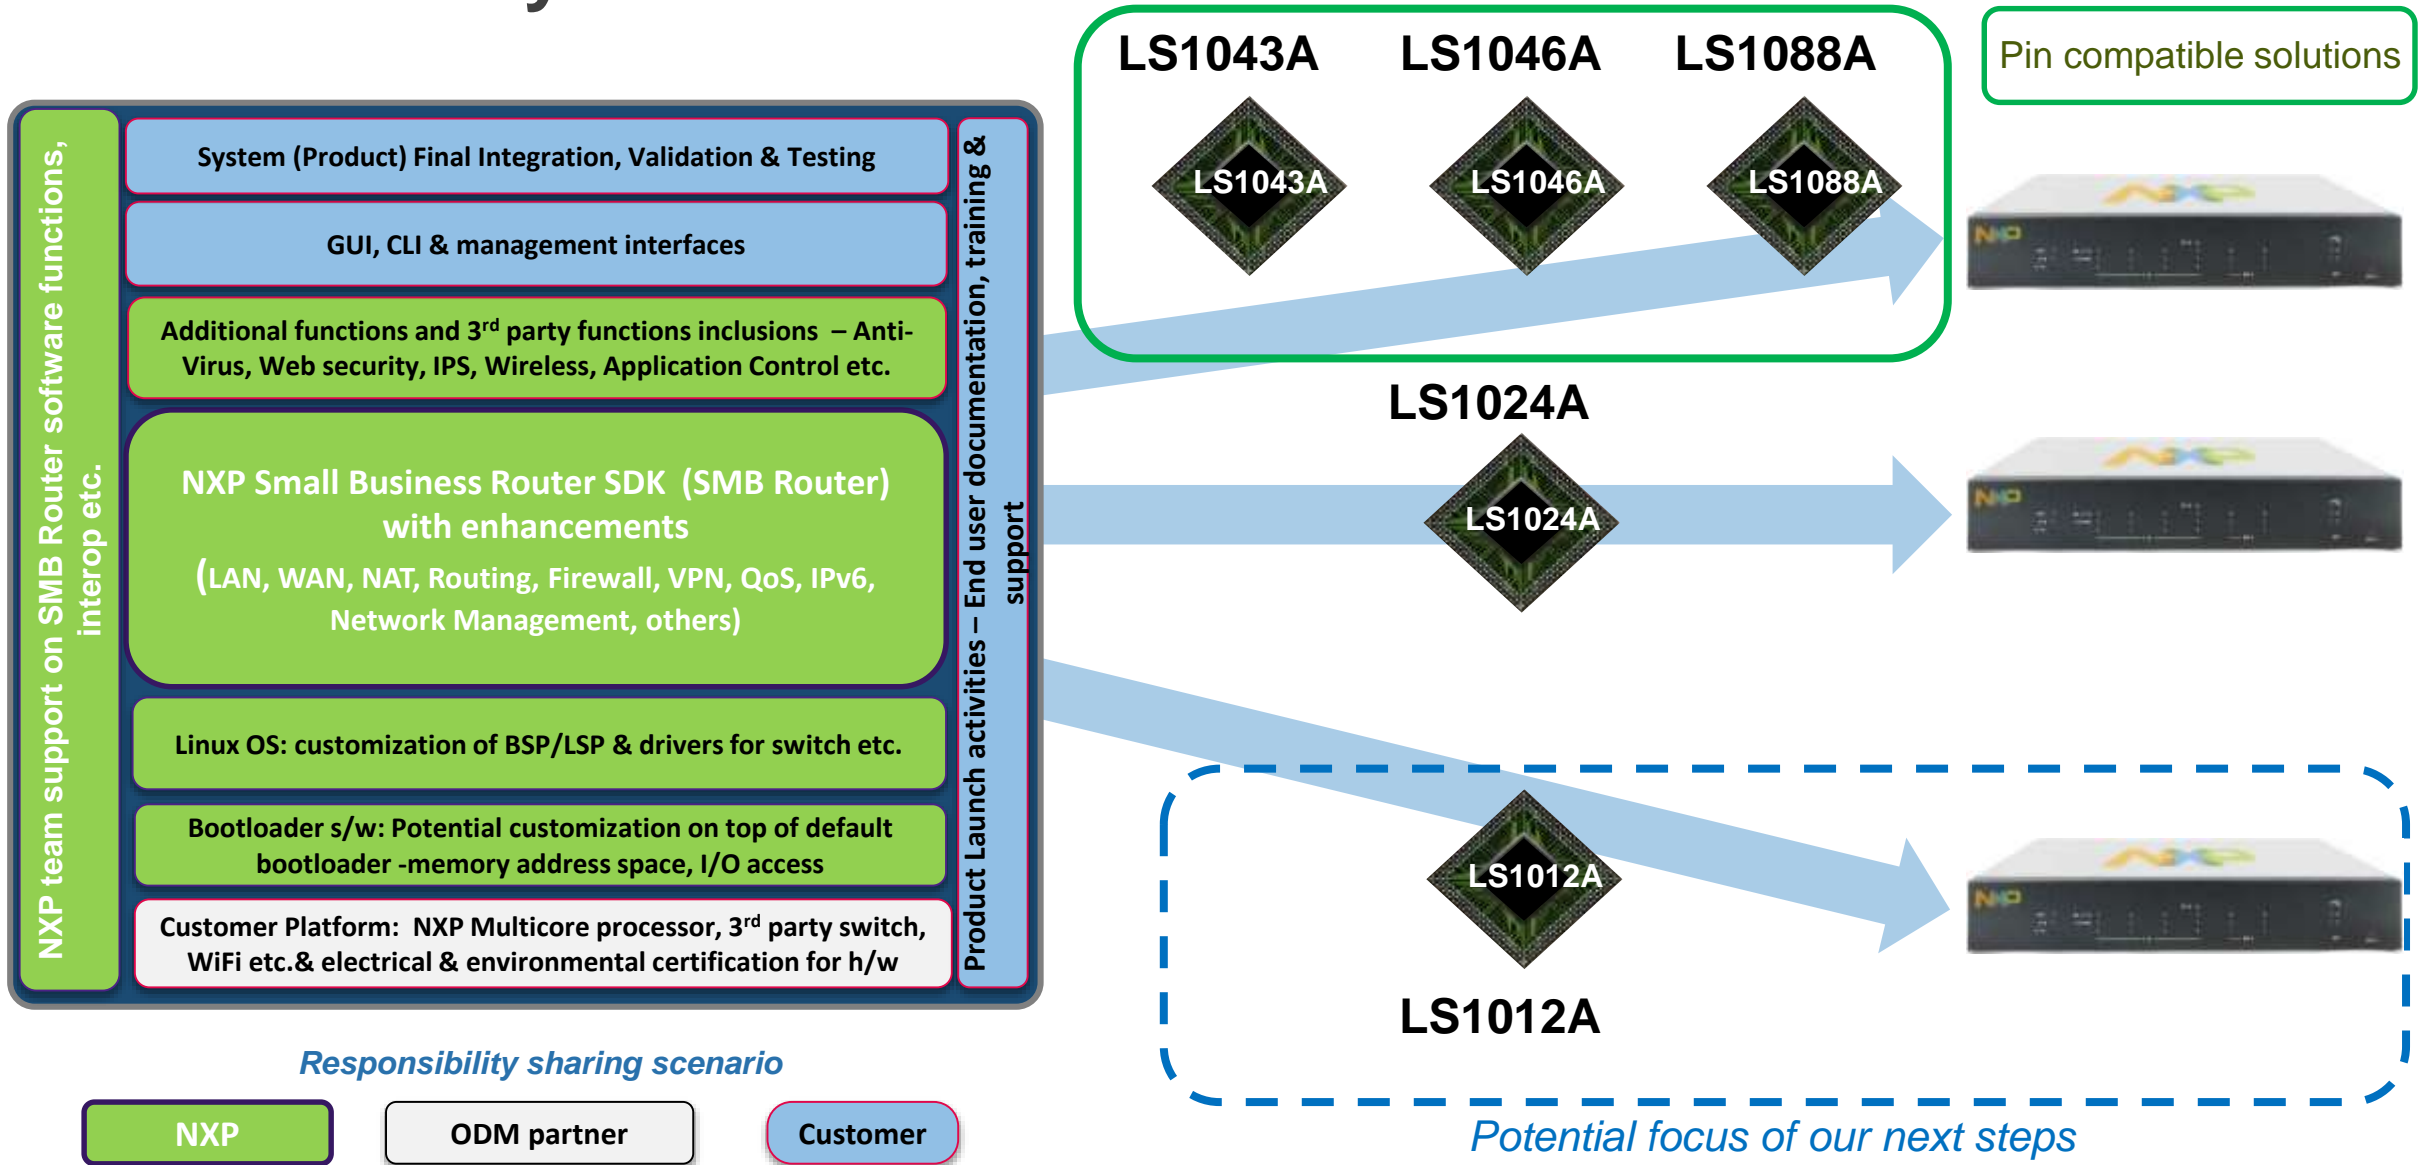 LS1043A LS1046A LS1088A
Pin compatible solutions
LS1043A LS1046A LS1088A
NXP
NXP
NXP team support on SMB Router software functions,
interop etc.
System (Product) Final Integration, Validation & Testing
GUI, CLI & management interfaces
Additional functions and 3rd party functions inclusions – Anti-
Virus, Web security, IPS, Wireless, Application Control etc.
NXP Small Business Router SDK (SMB Router)
with enhancements
(LAN, WAN, NAT, Routing, Firewall, VPN, QoS, IPv6,
Network Management, others)
Linux OS: customization of BSP/LSP & drivers for switch etc.
Bootloader s/w: Potential customization on top of default
bootloader -memory address space, I/O access
Customer Platform: NXP Multicore processor, 3rd party switch,
WiFi etc.& electrical & environmental certification for h/w
Product Launch activities – End user documentation, training &
support
LS1024A
LS1024A
NXP
NXP
LS1012A
LS1012A
NXP
NXP
Potential focus of our next steps
Responsibility sharing scenario
NXP
ODM partner
Customer